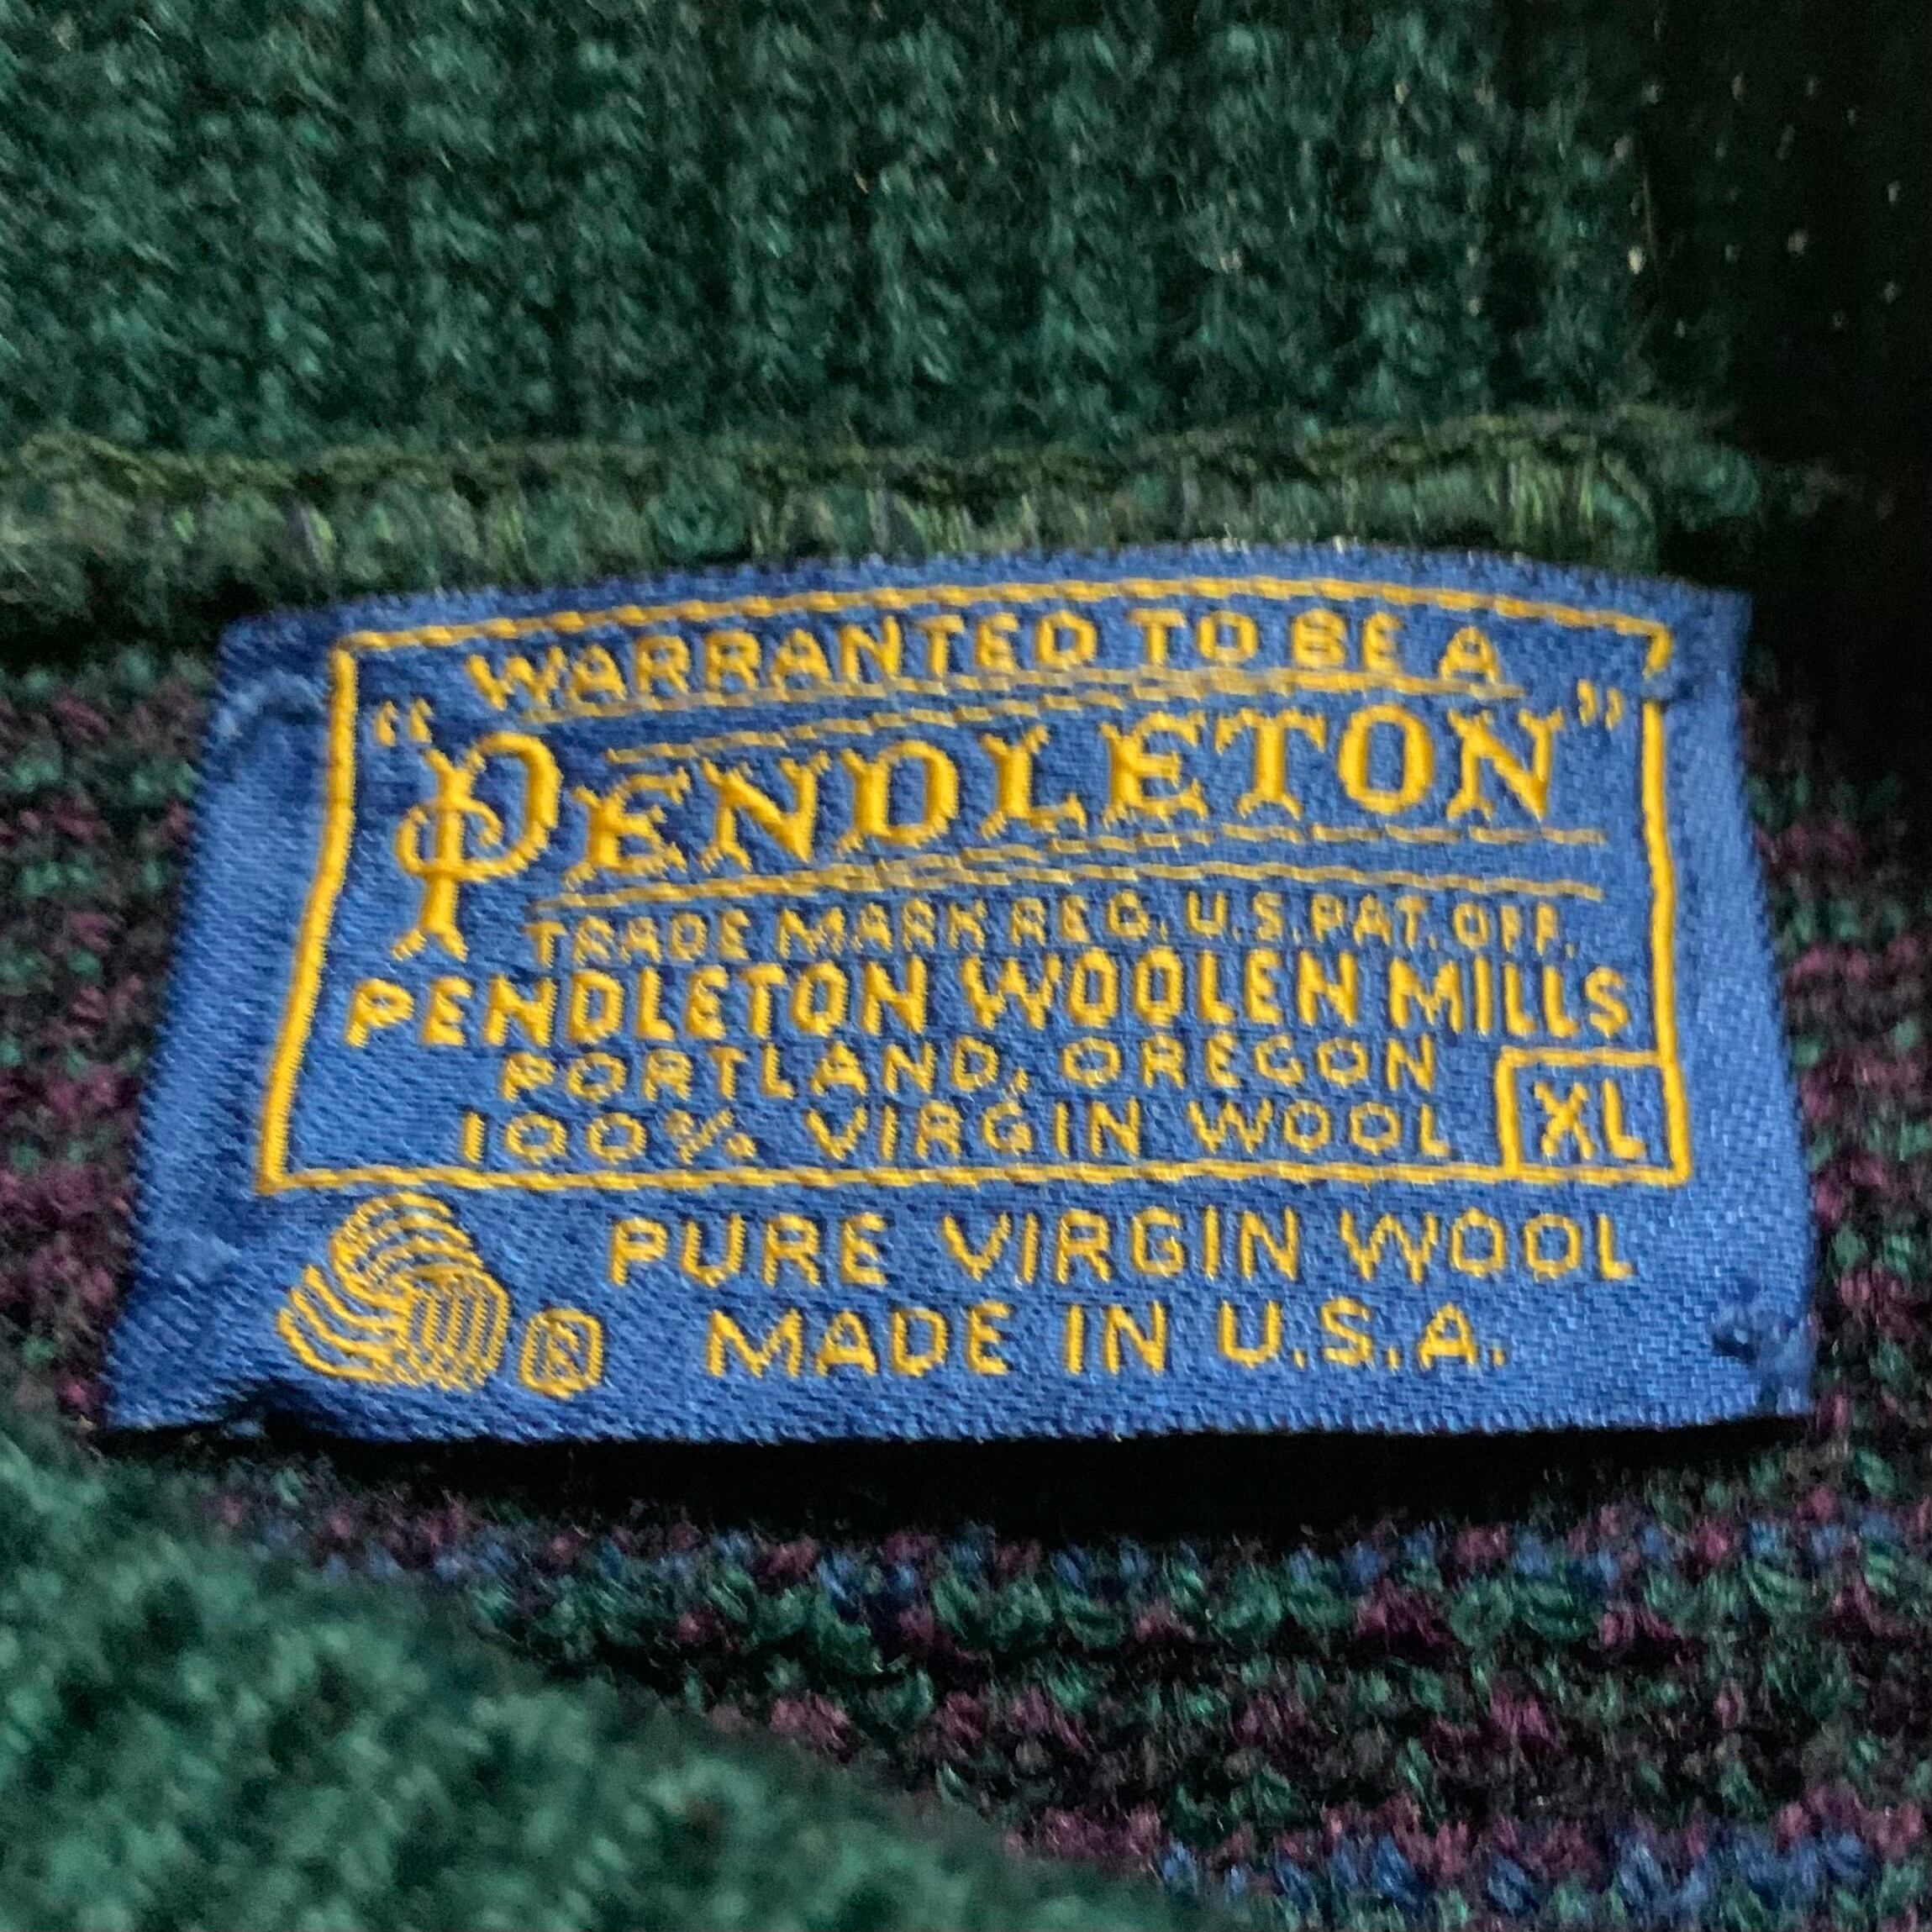 WARRANTED TO BE A
"PENDLETON"
TRADE MARK REG. U.S. PAT. OFF.
PENDLETON WOOLEN MILLS
PORTLAND, OREGON
100% VIRGIN WOOL
XL
® PURE VIRGIN WOOL
MADE IN U.S.A.